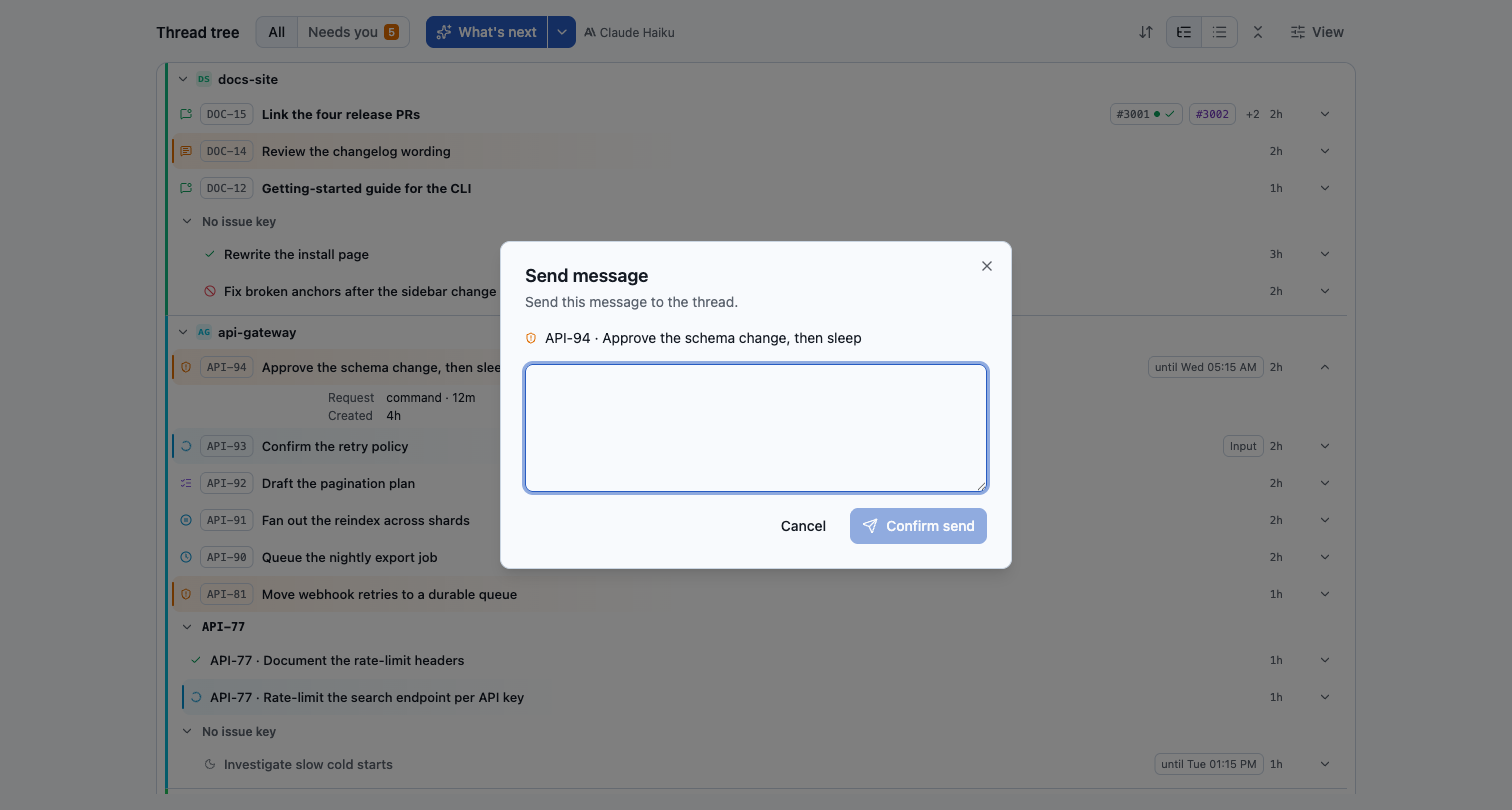 Thread tree All Needs you 5 What's next Claude Haiku View
DS docs-site
DOC-15 Link the four release PRs #3001 #3002 +2 2h
DOC-14 Review the changelog wording 2h
DOC-12 Getting-started guide for the CLI 1h
No issue key
Rewrite the install page 3h
Fix broken anchors after the sidebar change 2h
AG api-gateway
API-94 Approve the schema change, then slee until Wed 05:15 AM 2h
Request command · 12m
Created 4h
API-93 Confirm the retry policy Input 2h
API-92 Draft the pagination plan 2h
API-91 Fan out the reindex across shards 2h
API-90 Queue the nightly export job 2h
API-81 Move webhook retries to a durable queue 1h
API-77
API-77 · Document the rate-limit headers 1h
API-77 · Rate-limit the search endpoint per API key 1h
No issue key
Investigate slow cold starts until Tue 01:15 PM 1h
Send message
Send this message to the thread.
API-94 · Approve the schema change, then sleep
Cancel Confirm send